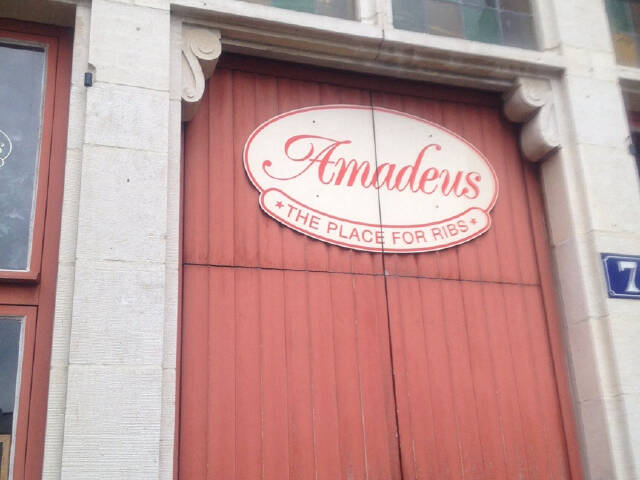 Amadeus
* THE PLACE FOR RIBS *
7